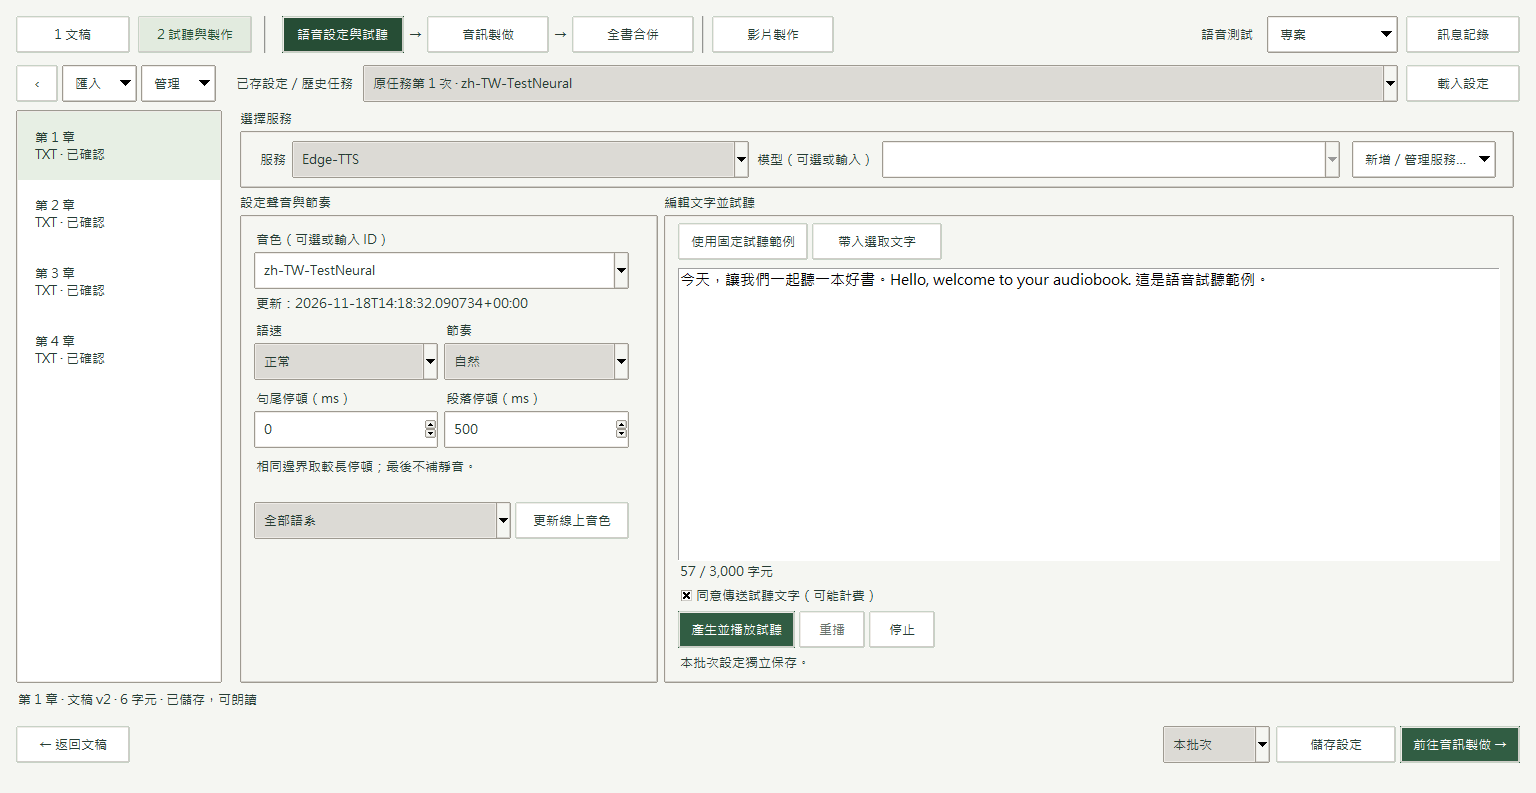 1 文稿
2 試聽與製作
語音設定與試聽
→
音訊製做
→
全書合併
影片製作
語音測試
專案
訊息記錄
‹
匯入
管理
已存設定 / 歷史任務
原任務第 1 次 · zh-TW-TestNeural
載入設定
第 1 章
TXT · 已確認
第 2 章
TXT · 已確認
第 3 章
TXT · 已確認
第 4 章
TXT · 已確認
選擇服務
服務
Edge-TTS
模型（可選或輸入）
新增 / 管理服務...
設定聲音與節奏
音色（可選或輸入 ID）
zh-TW-TestNeural
更新：2026-11-18T14:18:32.090734+00:00
語速
節奏
正常
自然
句尾停頓（ms）
段落停頓（ms）
0
500
相同邊界取較長停頓；最後不補靜音。
全部語系
更新線上音色
編輯文字並試聽
使用固定試聽範例
帶入選取文字
今天，讓我們一起聽一本好書。Hello, welcome to your audiobook. 這是語音試聽範例。
57 / 3,000 字元
同意傳送試聽文字（可能計費）
產生並播放試聽
重播
停止
本批次設定獨立保存。
第 1 章 · 文稿 v2 · 6 字元 · 已儲存，可朗讀
← 返回文稿
本批次
儲存設定
前往音訊製做 →